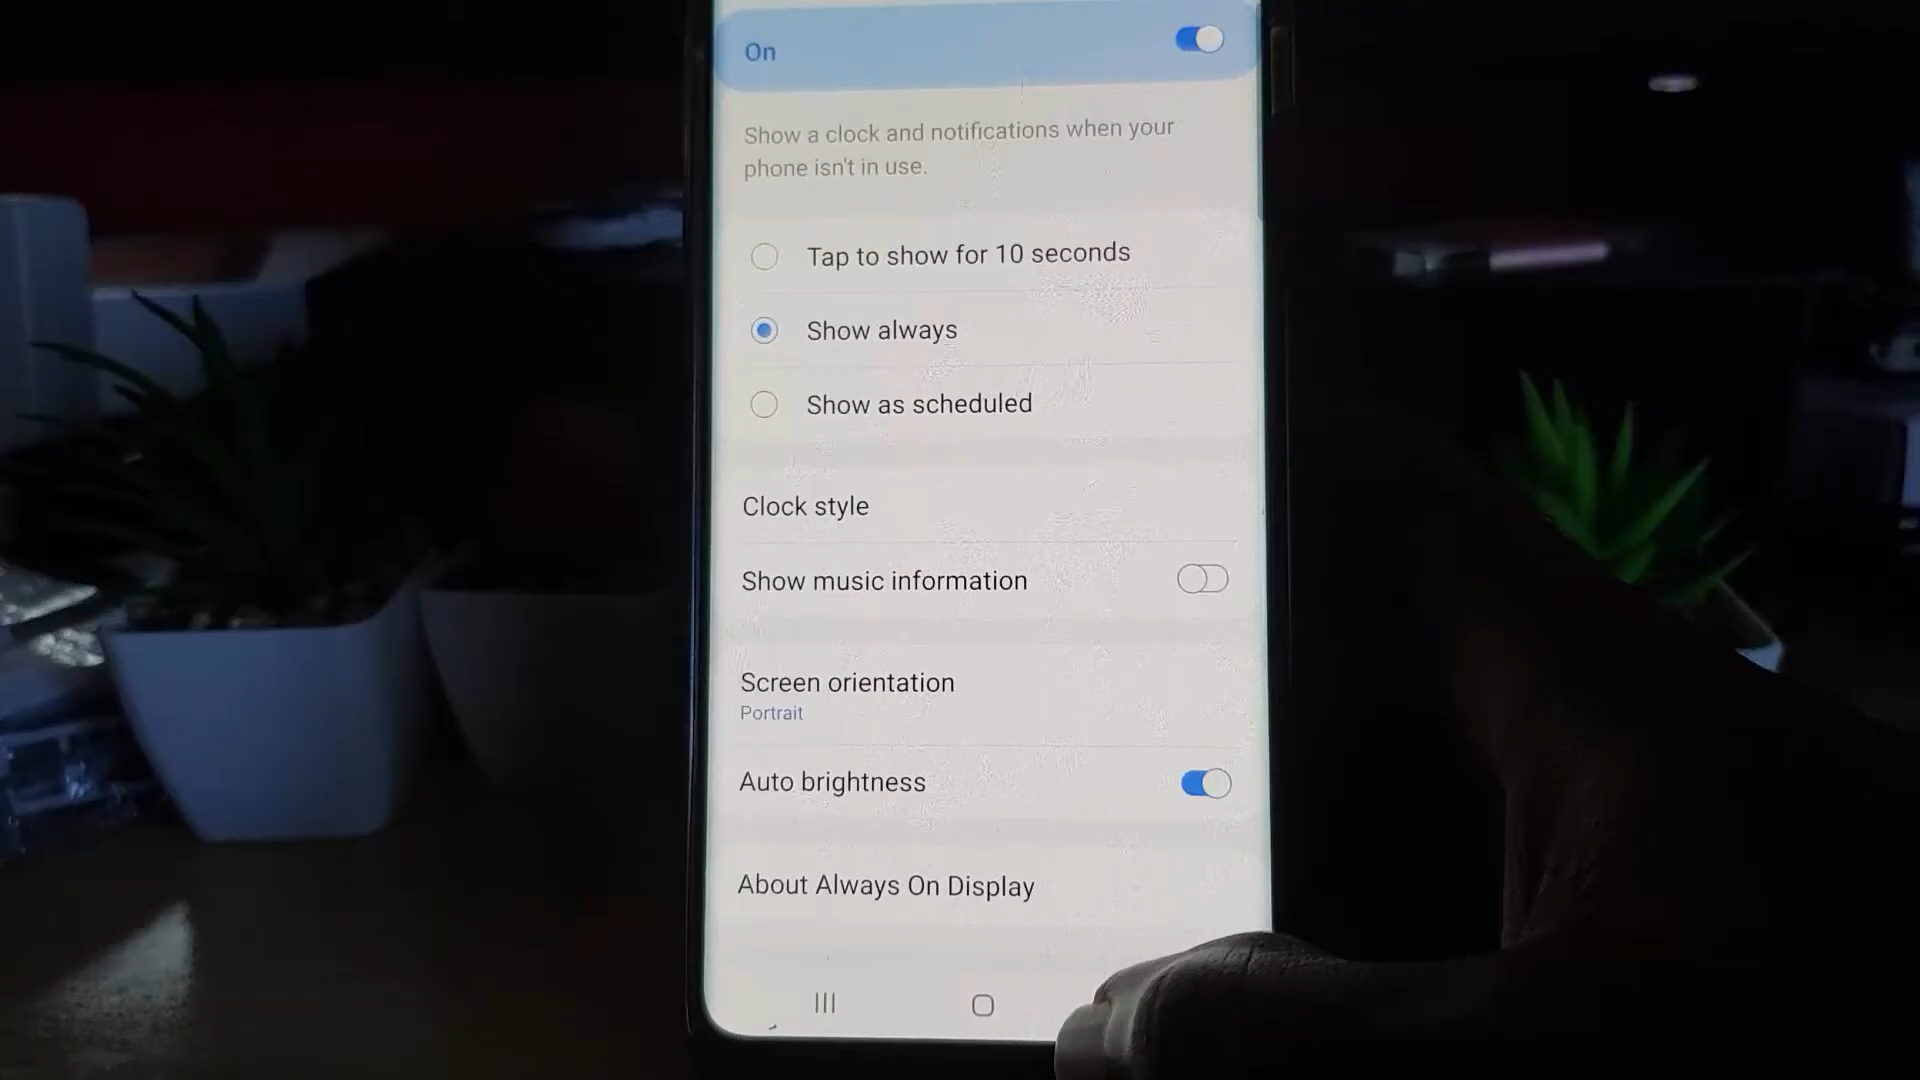 On
Show a clock and notifications when your
phone isn't in use.
Tap to show for 10 seconds
Show always
Show as scheduled
Clock style
Show music information
Screen orientation
Portrait
Auto brightness
About Always On Display